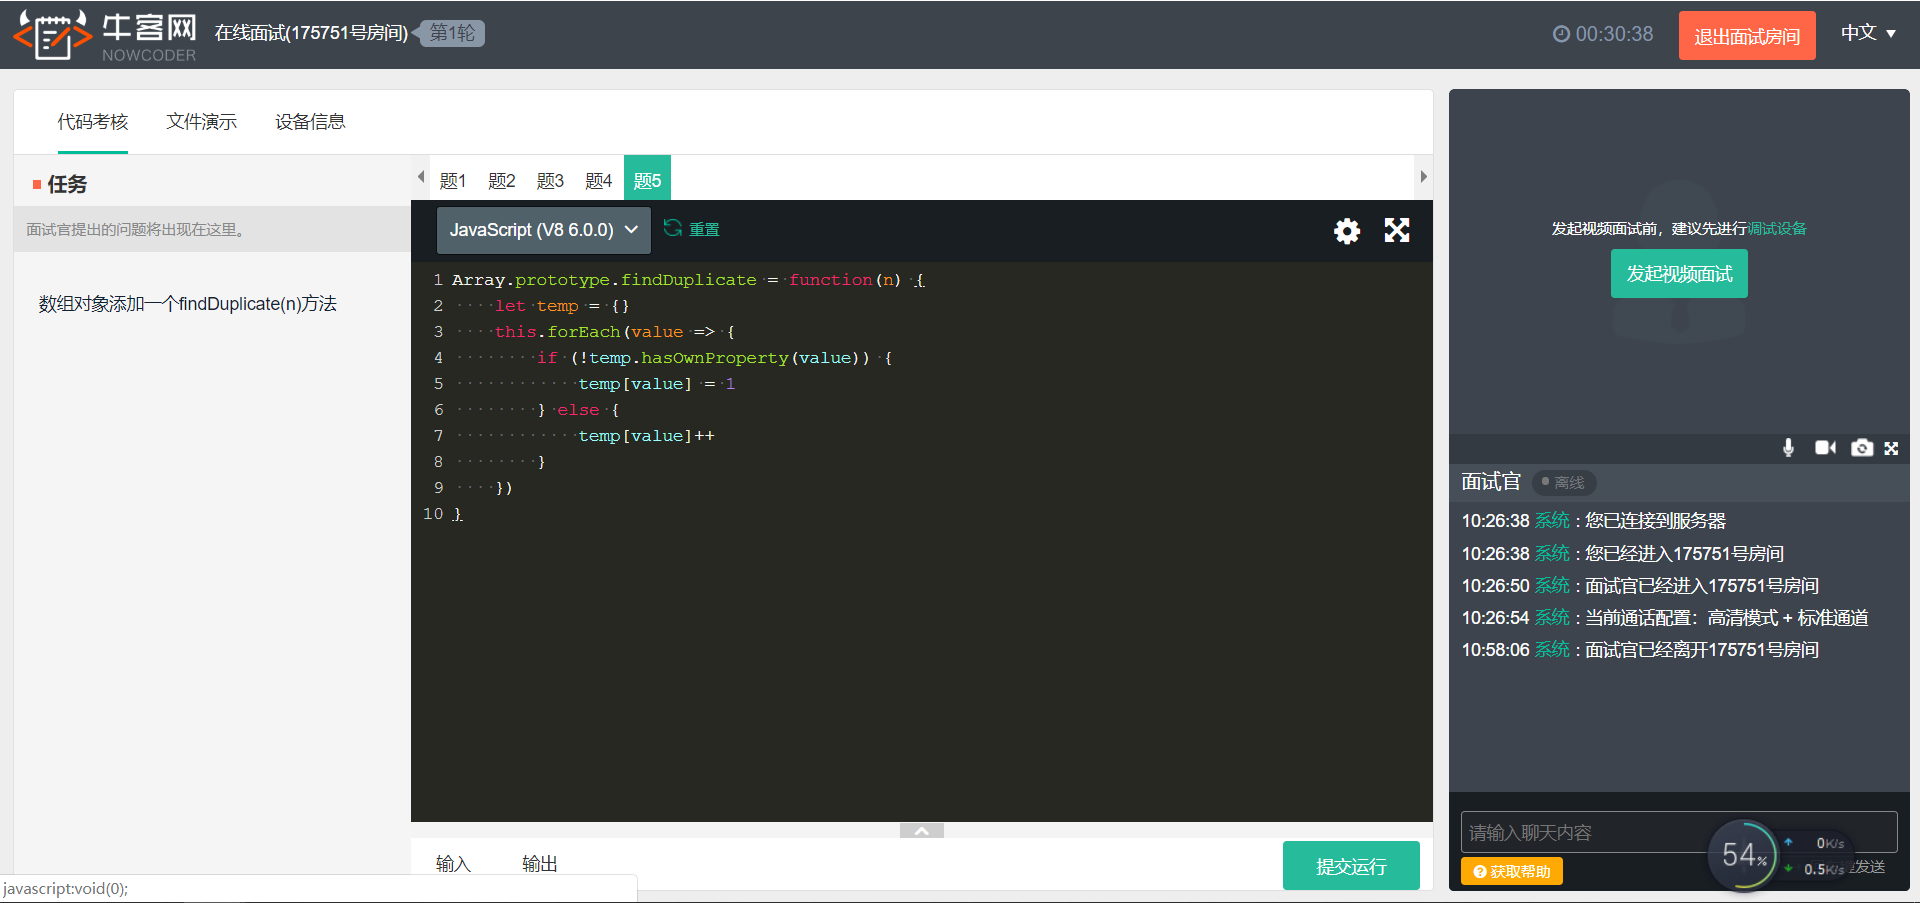 牛客网
NOWCODER
在线面试(175751号房间)
第1轮
00:30:38
退出面试房间
中文
代码考核
文件演示
设备信息
任务
面试官提出的问题将出现在这里。
数组对象添加一个findDuplicate(n)方法
题1
题2
题3
题4
题5
JavaScript (V8 6.0.0)
重置
1 Array.prototype.findDuplicate = function(n) {
2 let temp = {}
3 this.forEach(value => {
4 if (!temp.hasOwnProperty(value)) {
5 temp[value] = 1
6 } else {
7 temp[value]++
8 }
9 })
10 }
输入
输出
提交运行
javascript:void(0);
发起视频面试前，建议先进行调试设备
发起视频面试
面试官
离线
10:26:38 系统 : 您已连接到服务器
10:26:38 系统 : 您已经进入175751号房间
10:26:50 系统 : 面试官已经进入175751号房间
10:26:54 系统 : 当前通话配置：高清模式 + 标准通道
10:58:06 系统 : 面试官已经离开175751号房间
请输入聊天内容
获取帮助
54%
0K/s
0.5K/s
发送